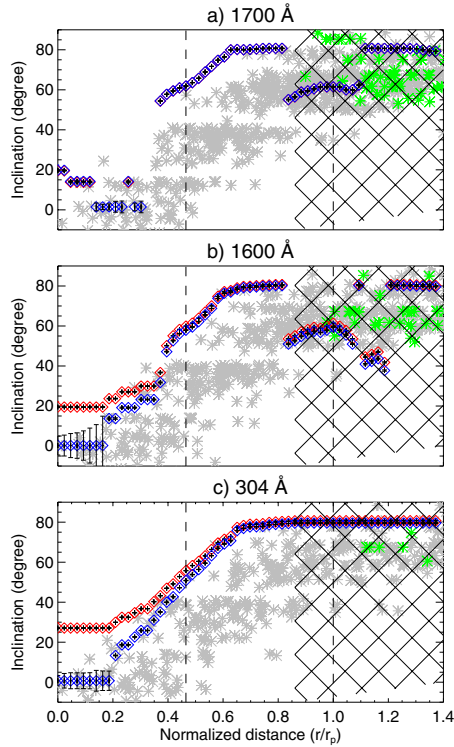 a) 1700 Å
Inclination (degree)
80
60
40
20
0
b) 1600 Å
Inclination (degree)
80
60
40
20
0
c) 304 Å
Inclination (degree)
80
60
40
20
0
0.0 0.2 0.4 0.6 0.8 1.0 1.2 1.4
Normalized distance (r/rp)